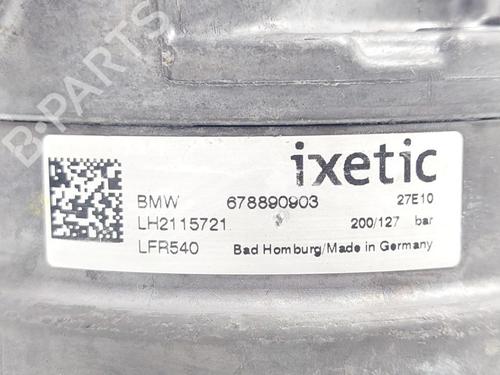 B-PARTS
ixetic
BMW 678890903 27E10
LH2115721 200/127 bar
LFR540 Bad Homburg/Made in Germany